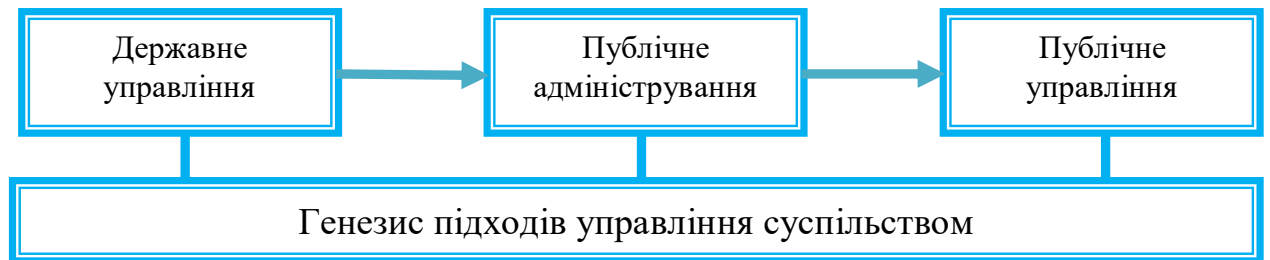 Державне
управління
Публічне
адміністрування
Публічне
управління
Генезис підходів управління суспільством